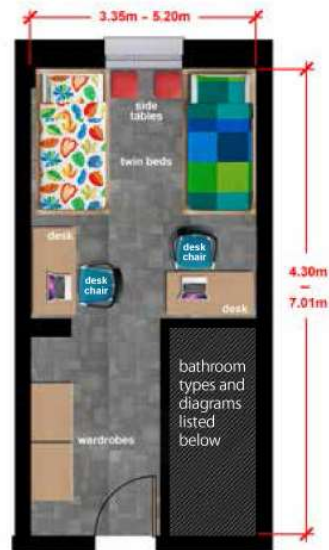 3.35m – 5.20m
side
tables
twin beds
desk
desk
chair
desk
chair
desk
4.30m
–
7.01m
bathroom
types and
diagrams
listed
below
wardrobes